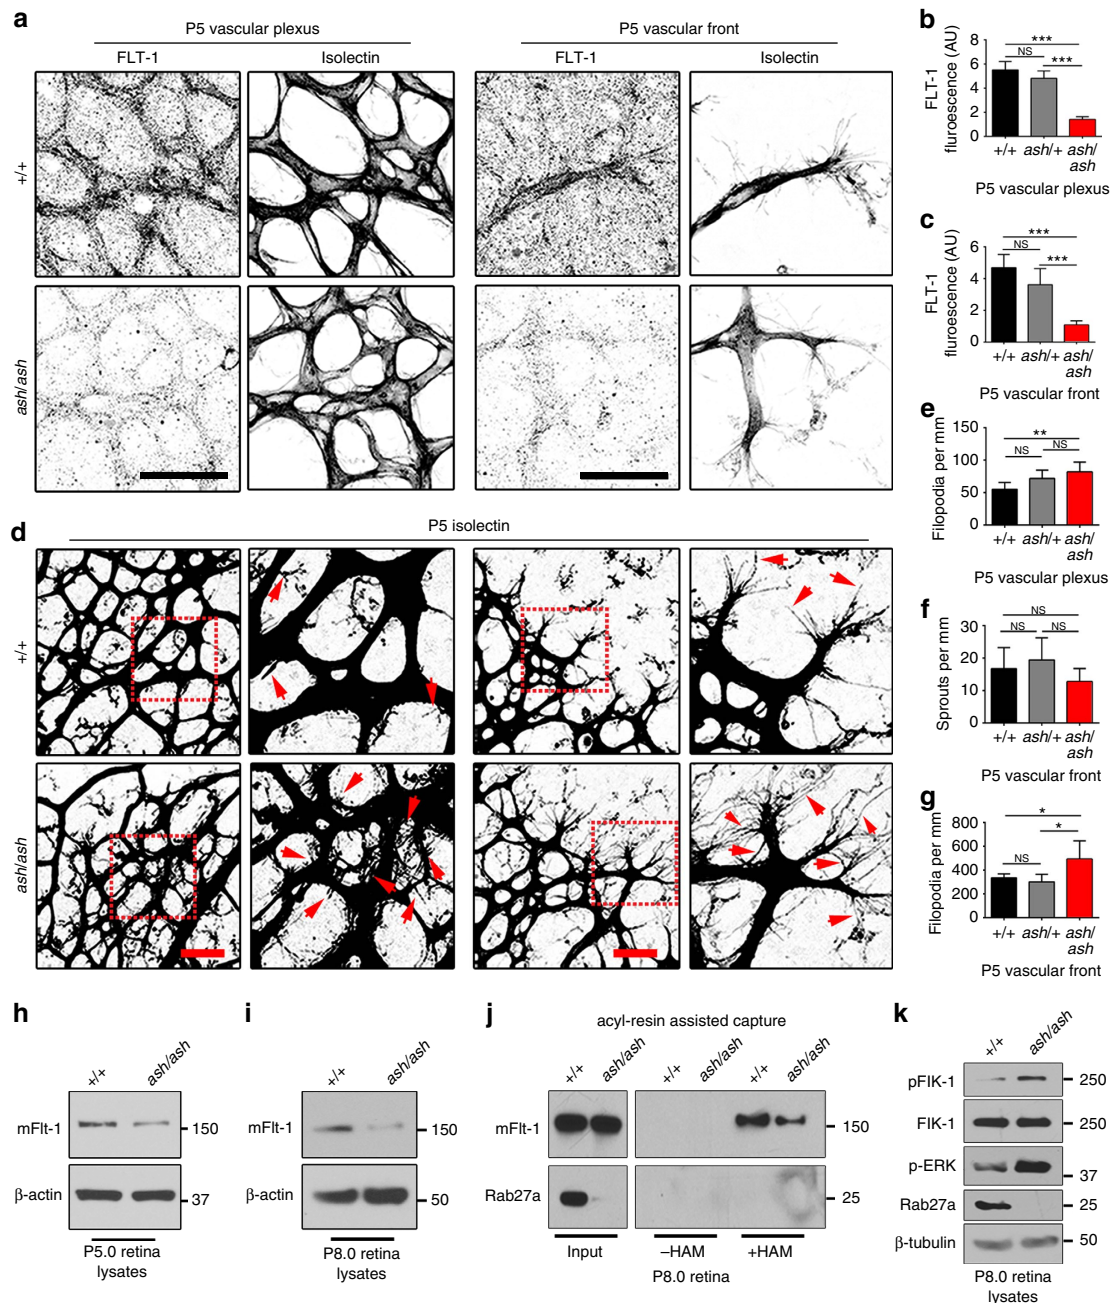 a
P5 vascular plexus
P5 vascular front
FLT-1
Isolectin
FLT-1
Isolectin
+/+
ash/ash
b
FLT-1
fluroescence (AU)
8
6
4
2
0
***
NS
***
+/+
ash/+
ash/
ash
P5 vascular plexus
c
FLT-1
fluroescence (AU)
6
4
2
0
***
NS
***
+/+
ash/+
ash/
ash
P5 vascular front
d
P5 isolectin
+/+
ash/ash
e
Filopodia per mm
150
100
50
0
**
NS
NS
+/+
ash/+
ash/
ash
P5 vascular plexus
f
Sprouts per mm
30
20
10
0
NS
NS
NS
+/+
ash/+
ash/
ash
P5 vascular front
g
Filopodia per mm
800
600
400
200
0
*
*
NS
+/+
ash/+
ash/
ash
P5 vascular front
h
+/+
ash/ash
mFlt-1
150
β-actin
37
P5.0 retina
lysates
i
+/+
ash/ash
mFlt-1
150
β-actin
50
P8.0 retina
lysates
j
acyl-resin assisted capture
+/+
ash/ash
+/+
ash/ash
+/+
ash/ash
mFlt-1
150
Rab27a
25
Input
–HAM
+HAM
P8.0 retina
k
+/+
ash/ash
pFIK-1
250
FIK-1
250
p-ERK
37
Rab27a
25
β-tubulin
50
P8.0 retina
lysates